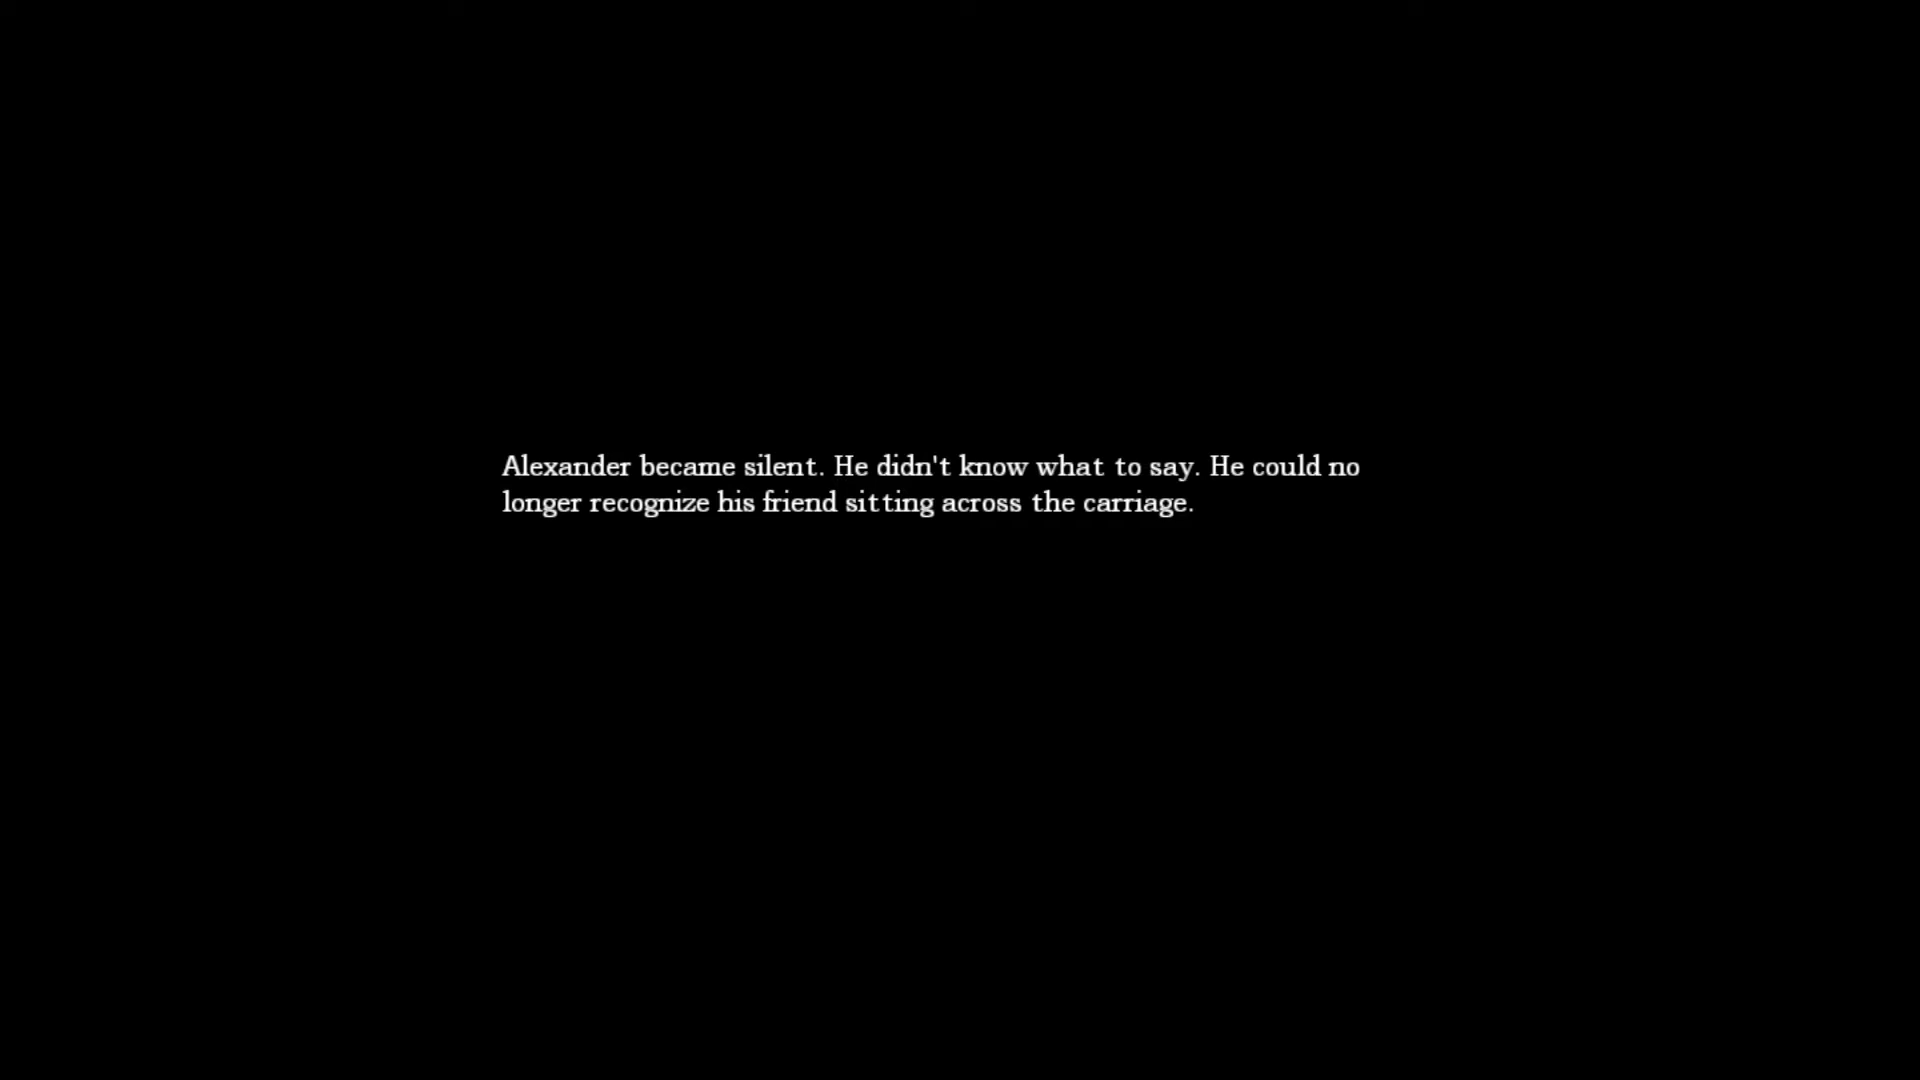 Alexander became silent. He didn't know what to say. He could no
longer recognize his friend sitting across the carriage.